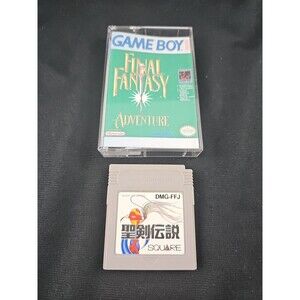 GAME BOY
FINAL
FANTASY
ADVENTURE
DMG-FFJ
聖剣伝説
SQUARE